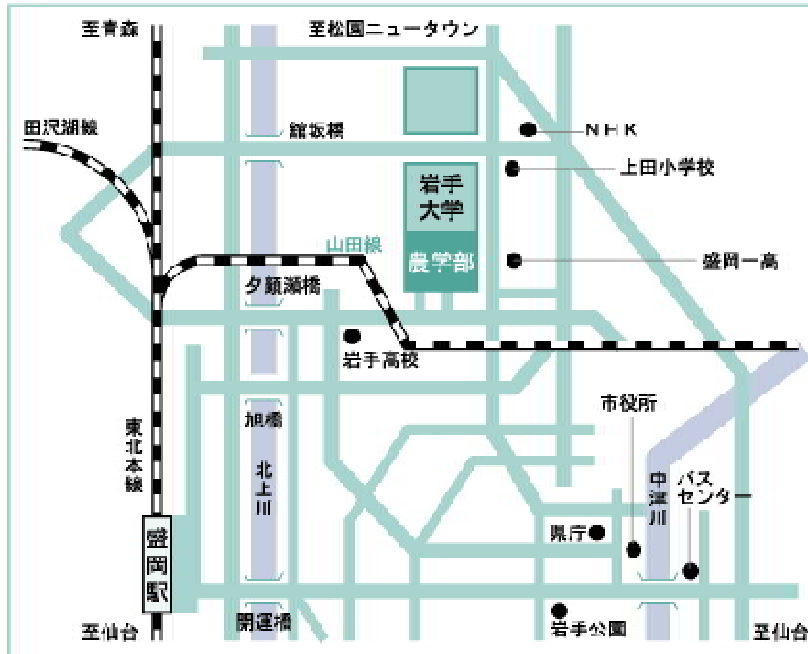 至青森
至松園ニュータウン
田沢湖線
館坂橋
NHK
上田小学校
岩手
大学
山田線
農学部
盛岡一高
夕顔瀬橋
岩手高校
市役所
旭橋
東北本線
北上川
中津川
バス
センター
盛岡駅
県庁
開運橋
岩手公園
至仙台
至仙台